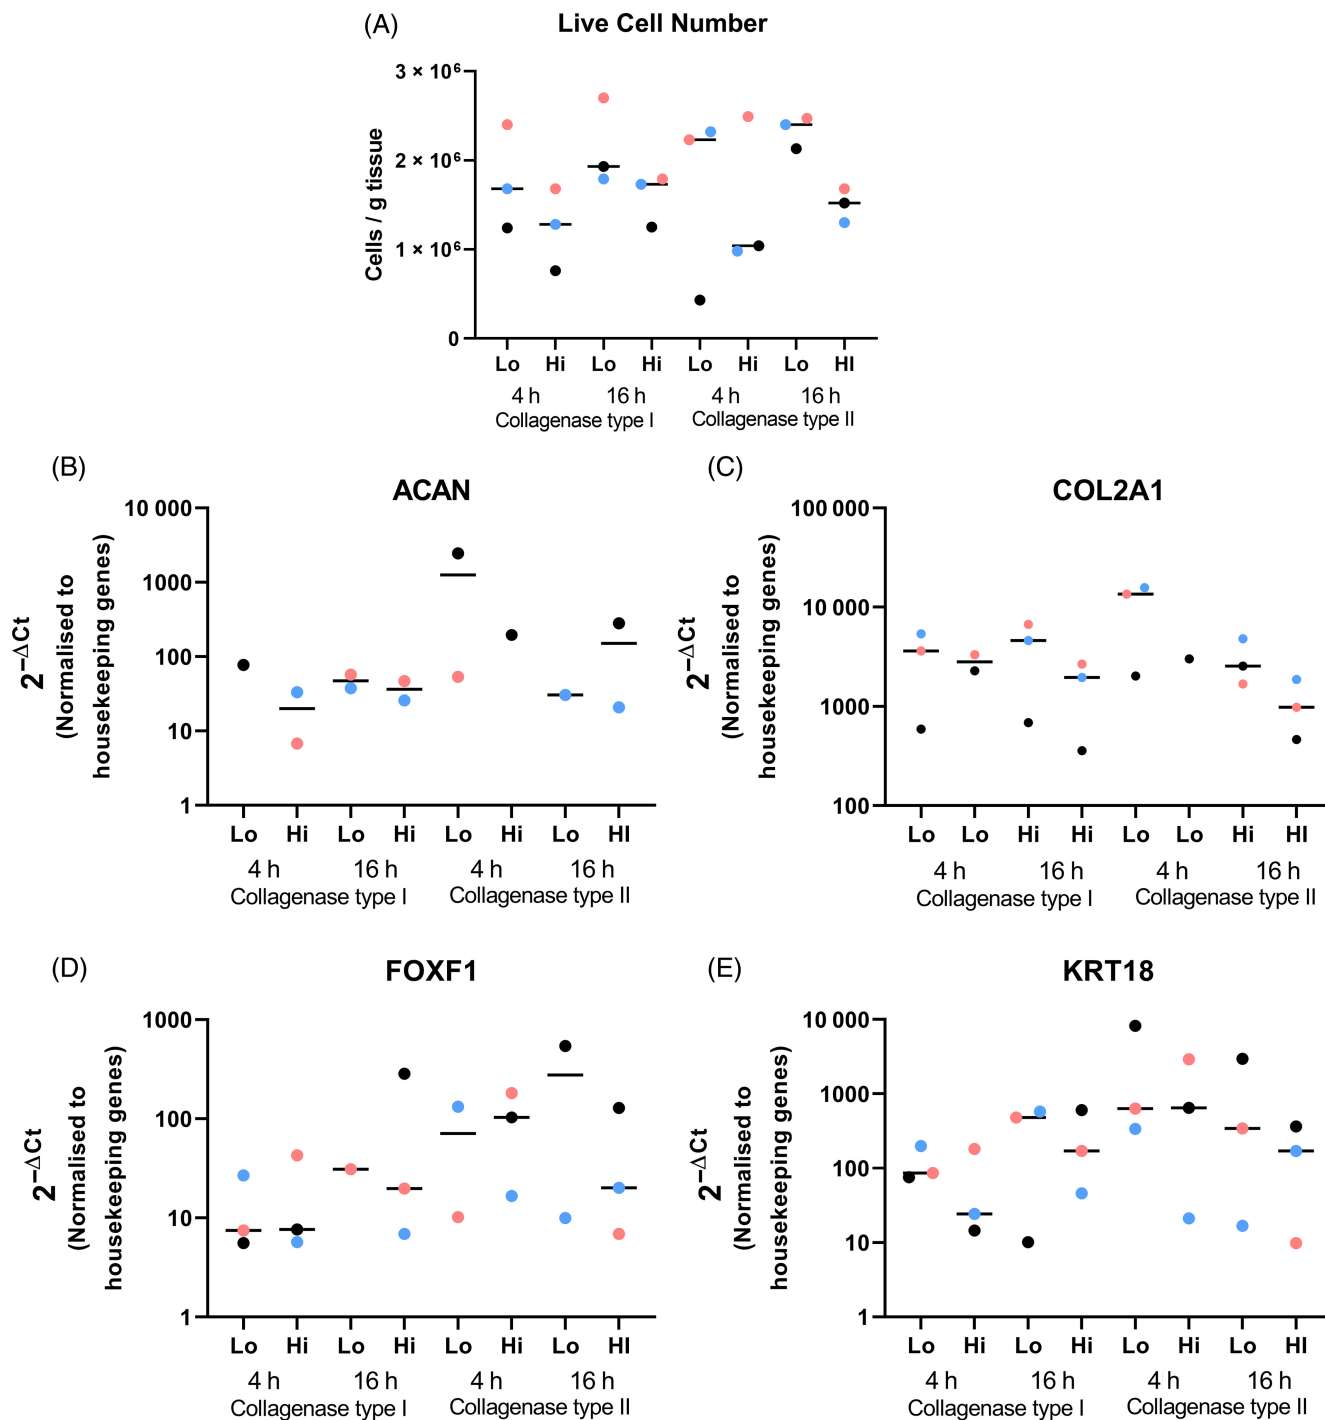 (A)
Live Cell Number
3 × 10⁶
2 × 10⁶
1 × 10⁶
0
Cells / g tissue
Lo Hi Lo Hi Lo Hi Lo HI
4 h 16 h 4 h 16 h
Collagenase type I Collagenase type II
(B)
ACAN
10 000
1000
100
10
1
2⁻ΔCt
(Normalised to
housekeeping genes)
Lo Hi Lo Hi Lo Hi Lo HI
4 h 16 h 4 h 16 h
Collagenase type I Collagenase type II
(C)
COL2A1
100 000
10 000
1000
100
2⁻ΔCt
(Normalised to
housekeeping genes)
Lo Lo Hi Hi Lo Lo Hi HI
4 h 16 h 4 h 16 h
Collagenase type I Collagenase type II
(D)
FOXF1
1000
100
10
1
2⁻ΔCt
(Normalised to
housekeeping genes)
Lo Hi Lo Hi Lo Hi Lo HI
4 h 16 h 4 h 16 h
Collagenase type I Collagenase type II
(E)
KRT18
10 000
1000
100
10
1
2⁻ΔCt
(Normalised to
housekeeping genes)
Lo Hi Lo Hi Lo Hi Lo HI
4 h 16 h 4 h 16 h
Collagenase type I Collagenase type II